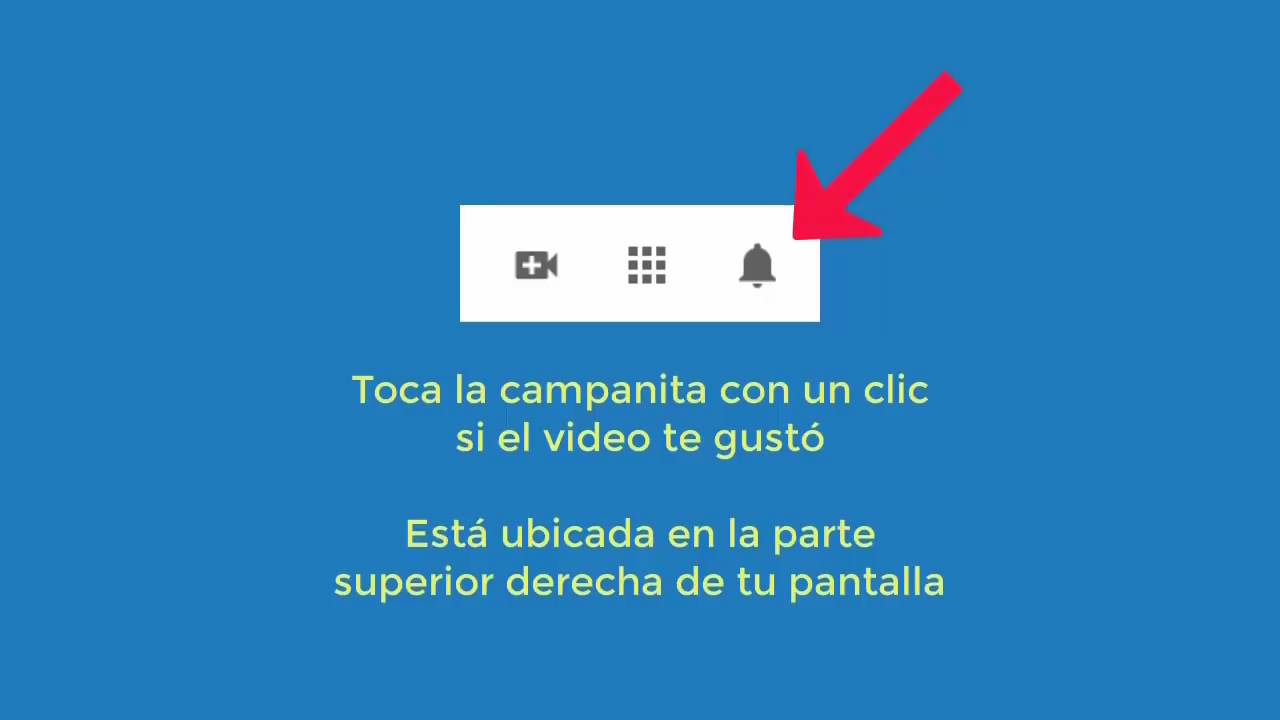 Toca la campanita con un clic
si el video te gustó
Está ubicada en la parte
superior derecha de tu pantalla